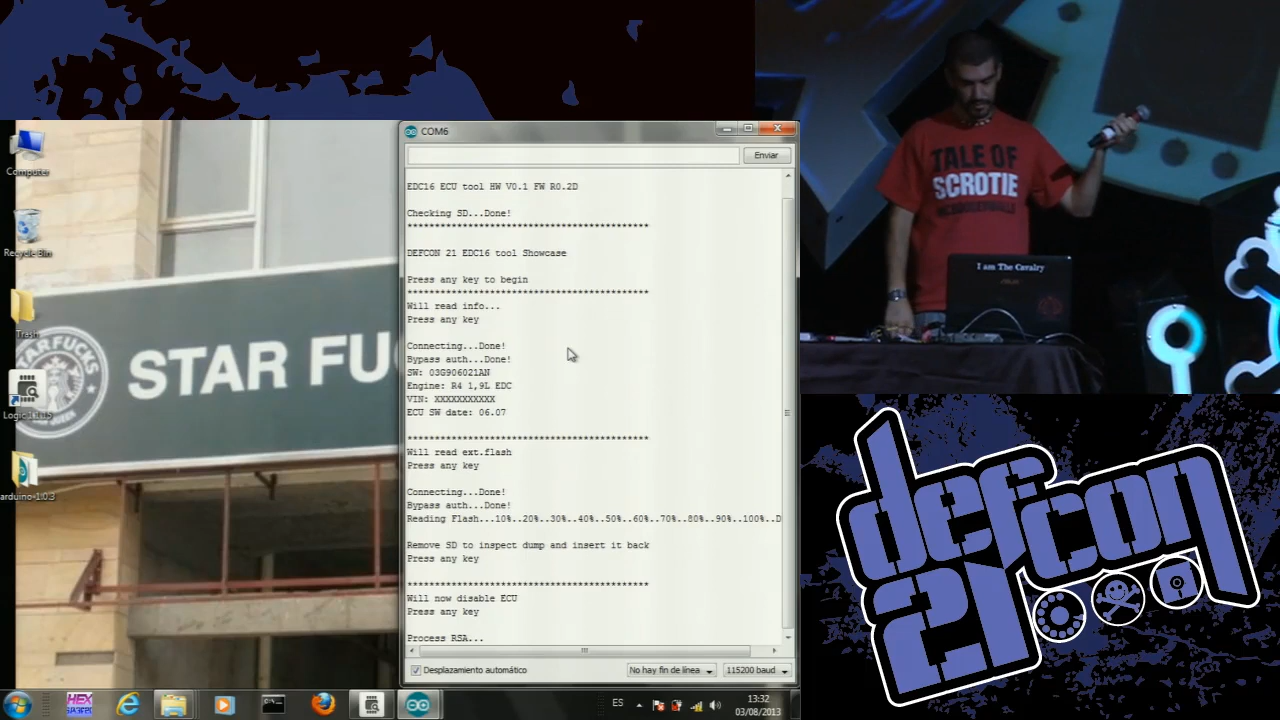 Computer
Recycle Bin
Trash
Logic 1.1.15
arduino-1.0.3
STARFUCKS
STAR FU
COM6
Enviar
EDC16 ECU tool HW V0.1 FW R0.2D
Checking SD...Done!
********************************************
DEFCON 21 EDC16 tool Showcase
Press any key to begin
********************************************
Will read info...
Press any key
Connecting...Done!
Bypass auth...Done!
SW: 03G906021AN
Engine: R4 1,9L EDC
VIN: XXXXXXXXXXX
ECU SW date: 06.07
********************************************
Will read ext.flash
Press any key
Connecting...Done!
Bypass auth...Done!
Reading Flash...10%..20%..30%..40%..50%..60%..70%..80%..90%..100%..D
Remove SD to inspect dump and insert it back
Press any key
********************************************
Will now disable ECU
Press any key
Process RSA...
Desplazamiento automático
No hay fin de línea
115200 baud
HEX
ES
13:32
03/08/2013
TALE OF
SCROTIE
I am The Cavalry
defcon
21